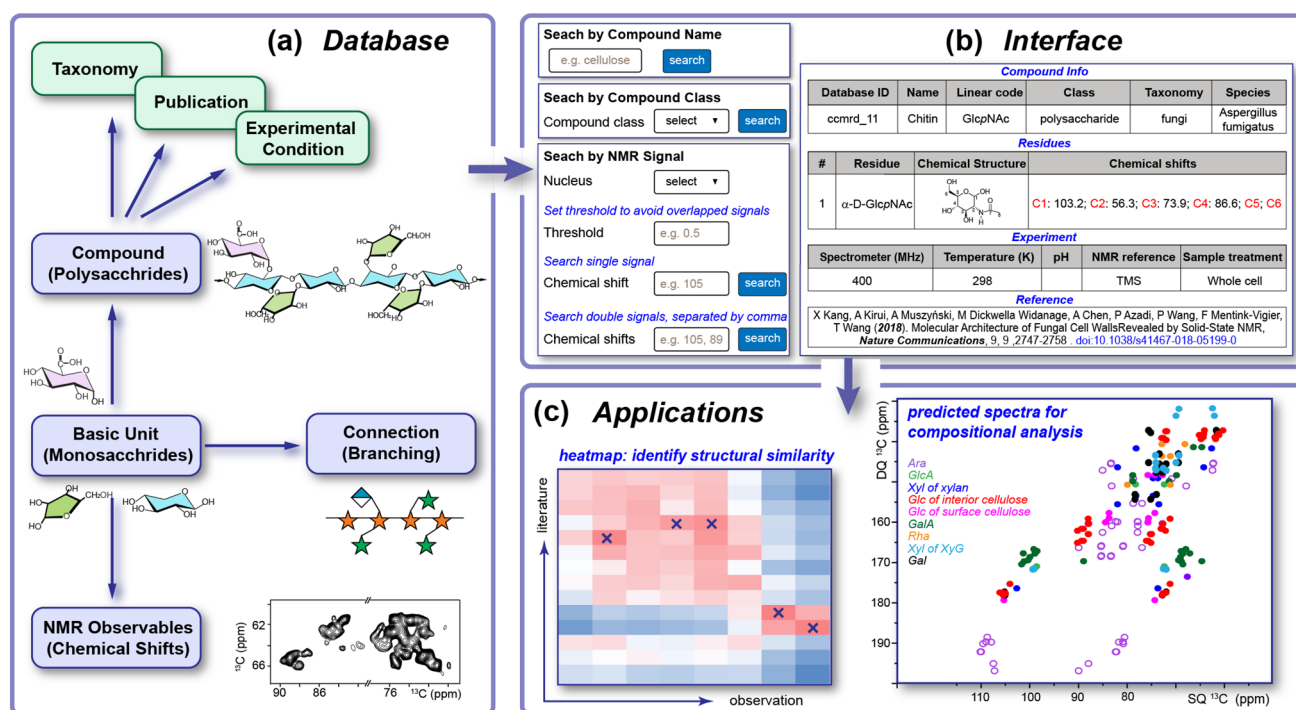 (a) Database
Taxonomy
Publication
Experimental
Condition
Compound
(Polysacchrides)
Basic Unit
(Monosacchrides)
Connection
(Branching)
NMR Observables
(Chemical Shifts)
¹³C (ppm)
62
66
90
86
76
¹³C (ppm)
(b) Interface
Seach by Compound Name
e.g. cellulose
search
Seach by Compound Class
Compound class
select ▼
search
Seach by NMR Signal
Nucleus
select ▼
Set threshold to avoid overlapped signals
Threshold
e.g. 0.5
Search single signal
Chemical shift
e.g. 105
search
Search double signals, separated by comma
Chemical shifts
e.g. 105, 89
search
Compound Info
Database ID Name Linear code Class Taxonomy Species
ccmrd_11 Chitin GlcpNAc polysaccharide fungi Aspergillus
fumigatus
Residues
# Residue Chemical Structure Chemical shifts
1 α-D-GlcpNAc C1: 103.2; C2: 56.3; C3: 73.9; C4: 86.6; C5; C6
Experiment
Spectrometer (MHz) Temperature (K) pH NMR reference Sample treatment
400 298 TMS Whole cell
Reference
X Kang, A Kirui, A Muszyński, M Dickwella Widanage, A Chen, P Azadi, P Wang, F Mentink-Vigier,
T Wang (2018). Molecular Architecture of Fungal Cell WallsRevealed by Solid-State NMR,
Nature Communications, 9, 9 ,2747-2758 . doi:10.1038/s41467-018-05199-0
(c) Applications
heatmap: identify structural similarity
literature
observation
predicted spectra for
compositional analysis
Ara
GlcA
Xyl of xylan
Glc of interior cellulose
Glc of surface cellulose
GalA
Rha
Xyl of XyG
Gal
DQ ¹³C (ppm)
160
170
180
190
110
100
90
80
SQ ¹³C (ppm)